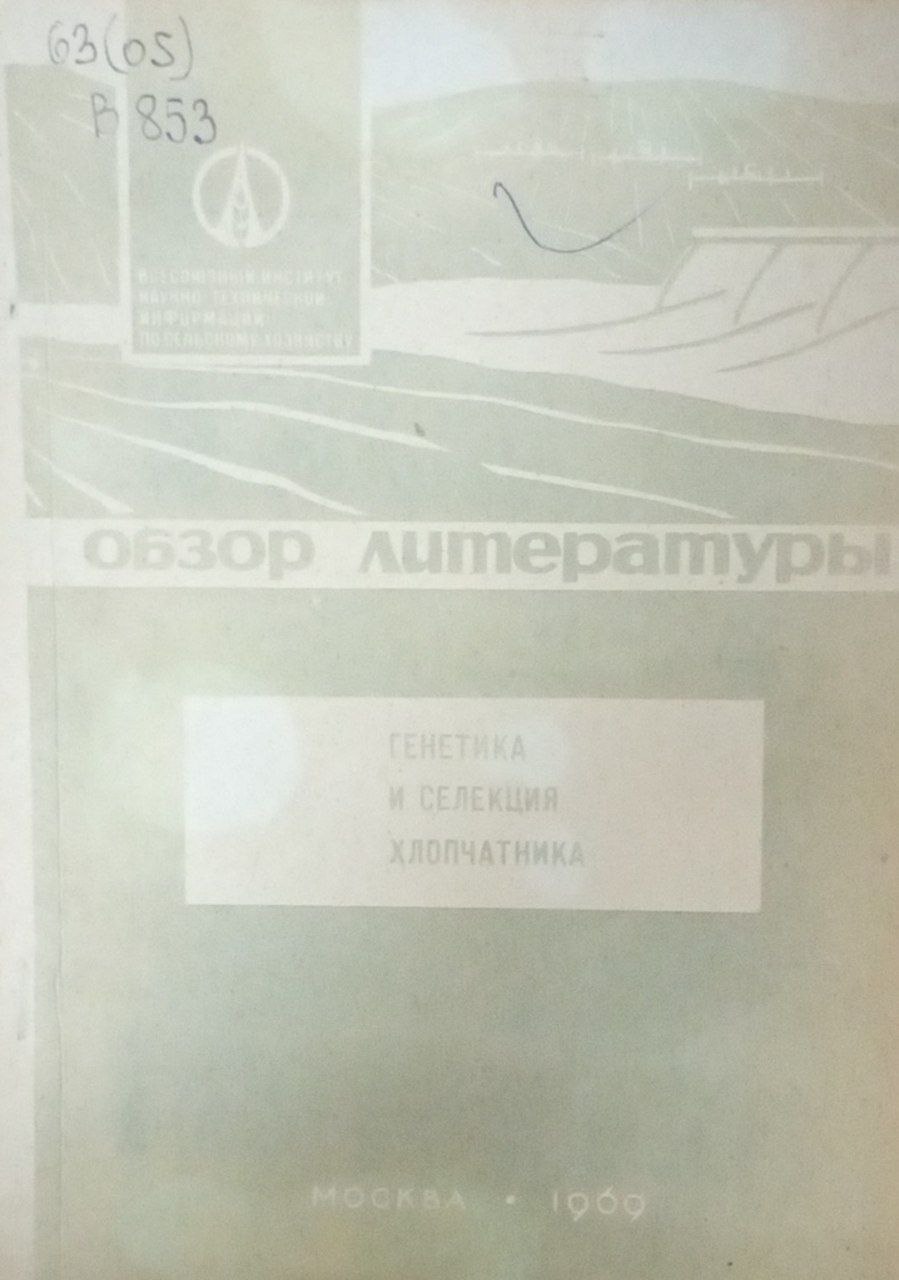 63(05)
В 853
ВСЕСОЮЗНЫЙ ИНСТИТУТ
НАУЧНО-ТЕХНИЧЕСКОЙ
ИНФОРМАЦИИ
ПО СЕЛЬСКОМУ ХОЗЯЙСТВУ
обзор литературы
ГЕНЕТИКА
И СЕЛЕКЦИЯ
ХЛОПЧАТНИКА
МОСКВА • 1969